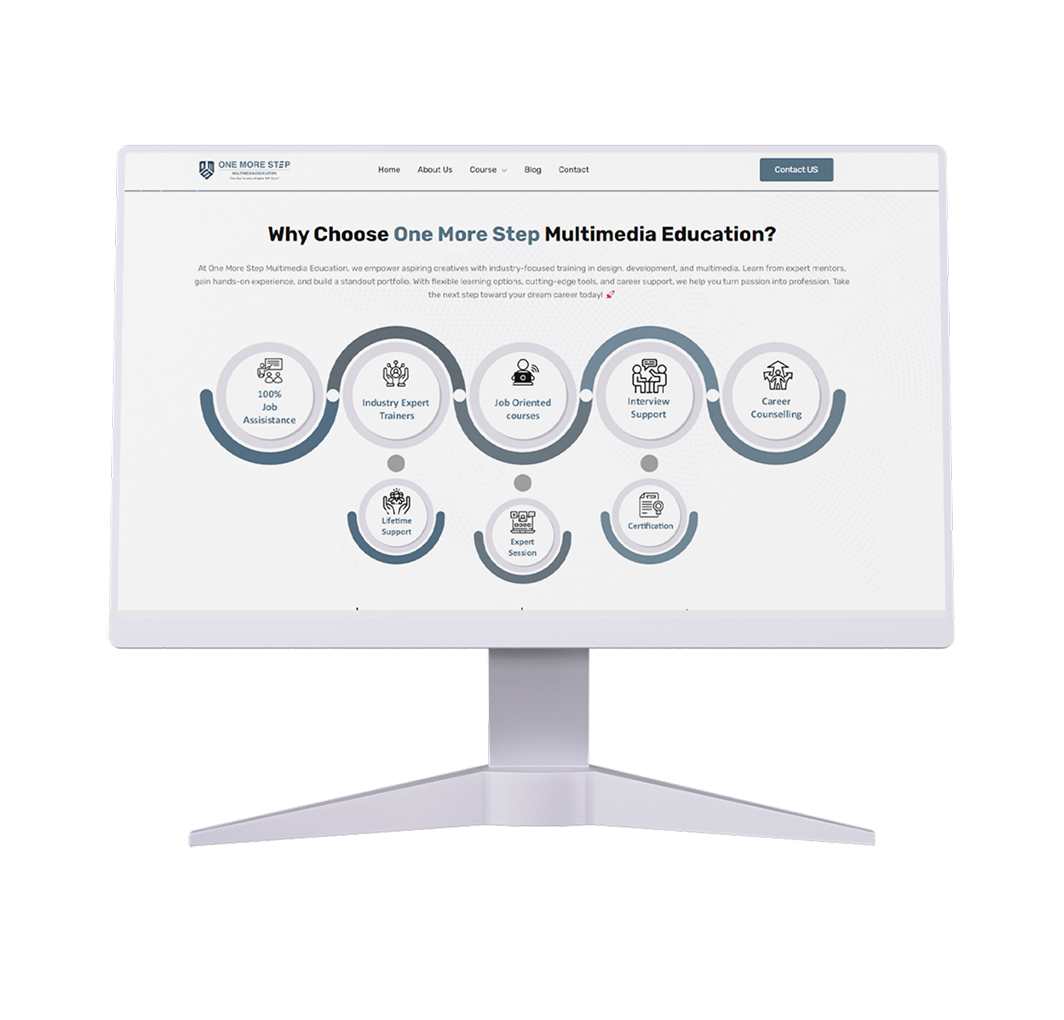 ONE MORE STEP
MULTIMEDIA EDUCATION
Home About Us Course Blog Contact
Contact US
Why Choose One More Step Multimedia Education?
At One More Step Multimedia Education, we empower aspiring creatives with industry-focused training in design, development, and multimedia. Learn from expert mentors,
gain hands-on experience, and build a standout portfolio. With flexible learning options, cutting-edge tools, and career support, we help you turn passion into profession. Take
the next step toward your dream career today! 🚀
100%
Job
Assisistance
Industry Expert
Trainers
Job Oriented
courses
Interview
Support
Career
Counselling
Lifetime
Support
Expert
Session
Certification